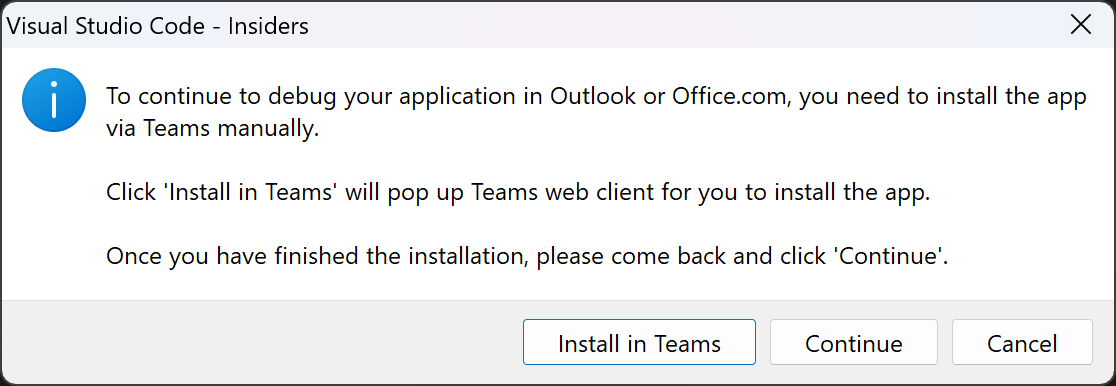 Visual Studio Code - Insiders
To continue to debug your application in Outlook or Office.com, you need to install the app
via Teams manually.
Click 'Install in Teams' will pop up Teams web client for you to install the app.
Once you have finished the installation, please come back and click 'Continue'.
Install in Teams
Continue
Cancel